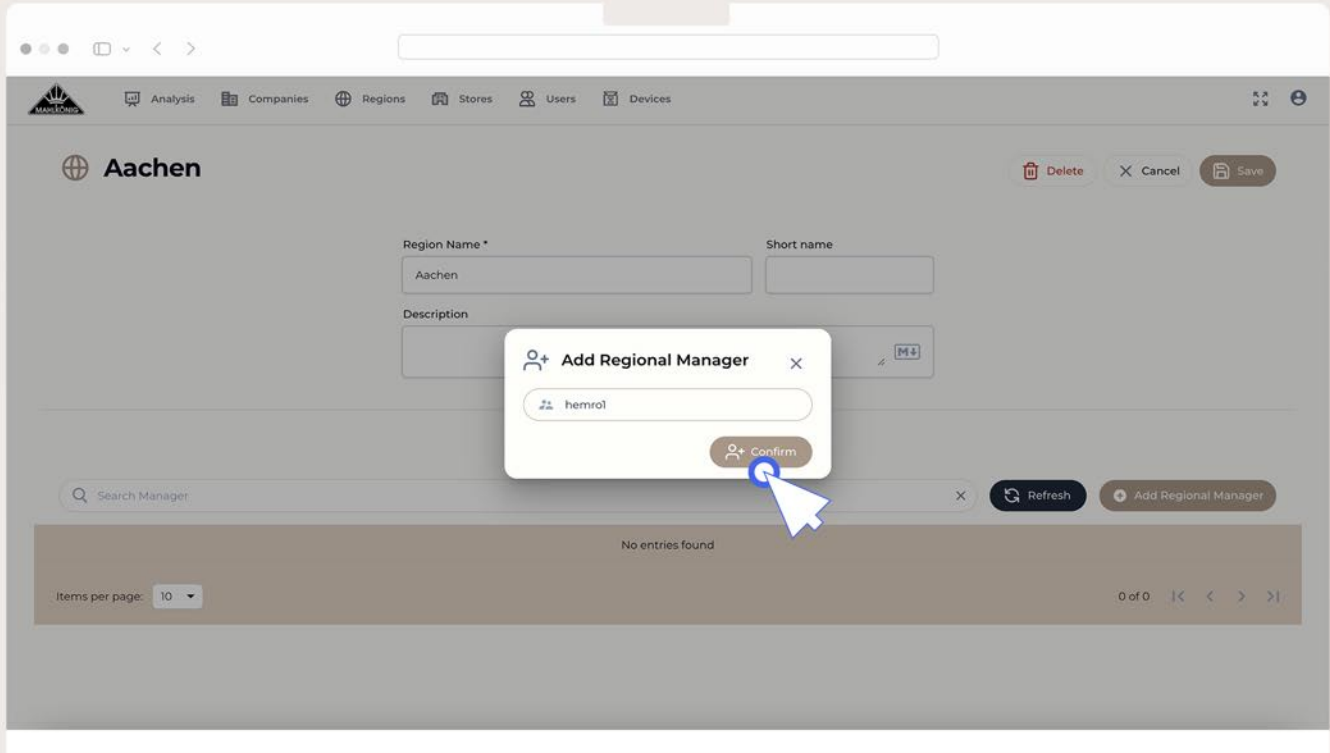 MAHLKÖNIG
Analysis
Companies
Regions
Stores
Users
Devices
Aachen
Delete
Cancel
Save
Region Name *
Short name
Aachen
Description
M
Add Regional Manager
hemro1
Confirm
Search Manager
Refresh
Add Regional Manager
No entries found
Items per page: 10
0 of 0